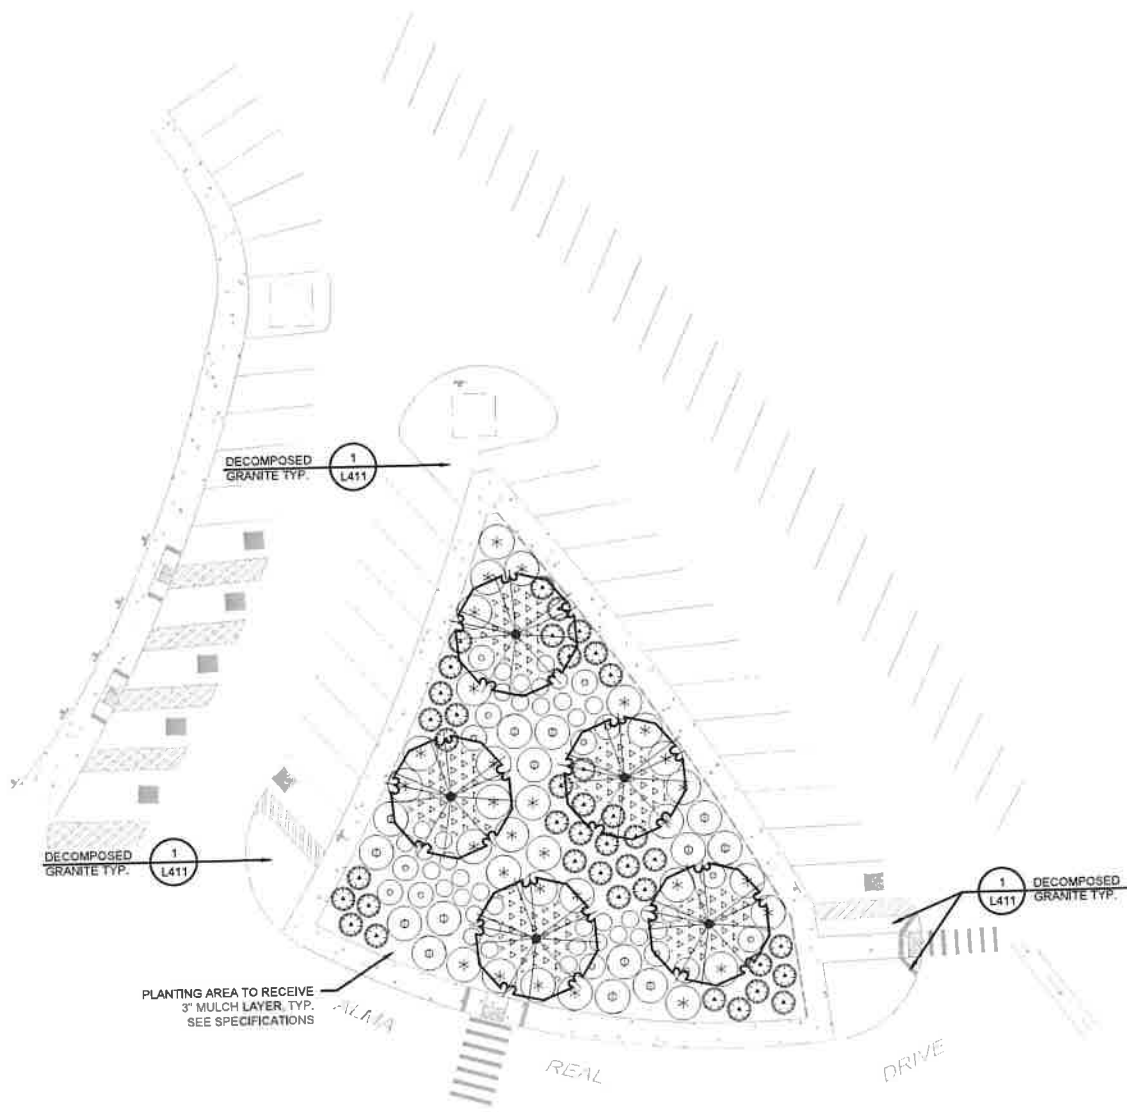 DECOMPOSED
GRANITE TYP.
1
L411
DECOMPOSED
GRANITE TYP.
1
L411
1
L411
DECOMPOSED
GRANITE TYP.
PLANTING AREA TO RECEIVE
3" MULCH LAYER, TYP.
SEE SPECIFICATIONS
ALMA
REAL
DRIVE